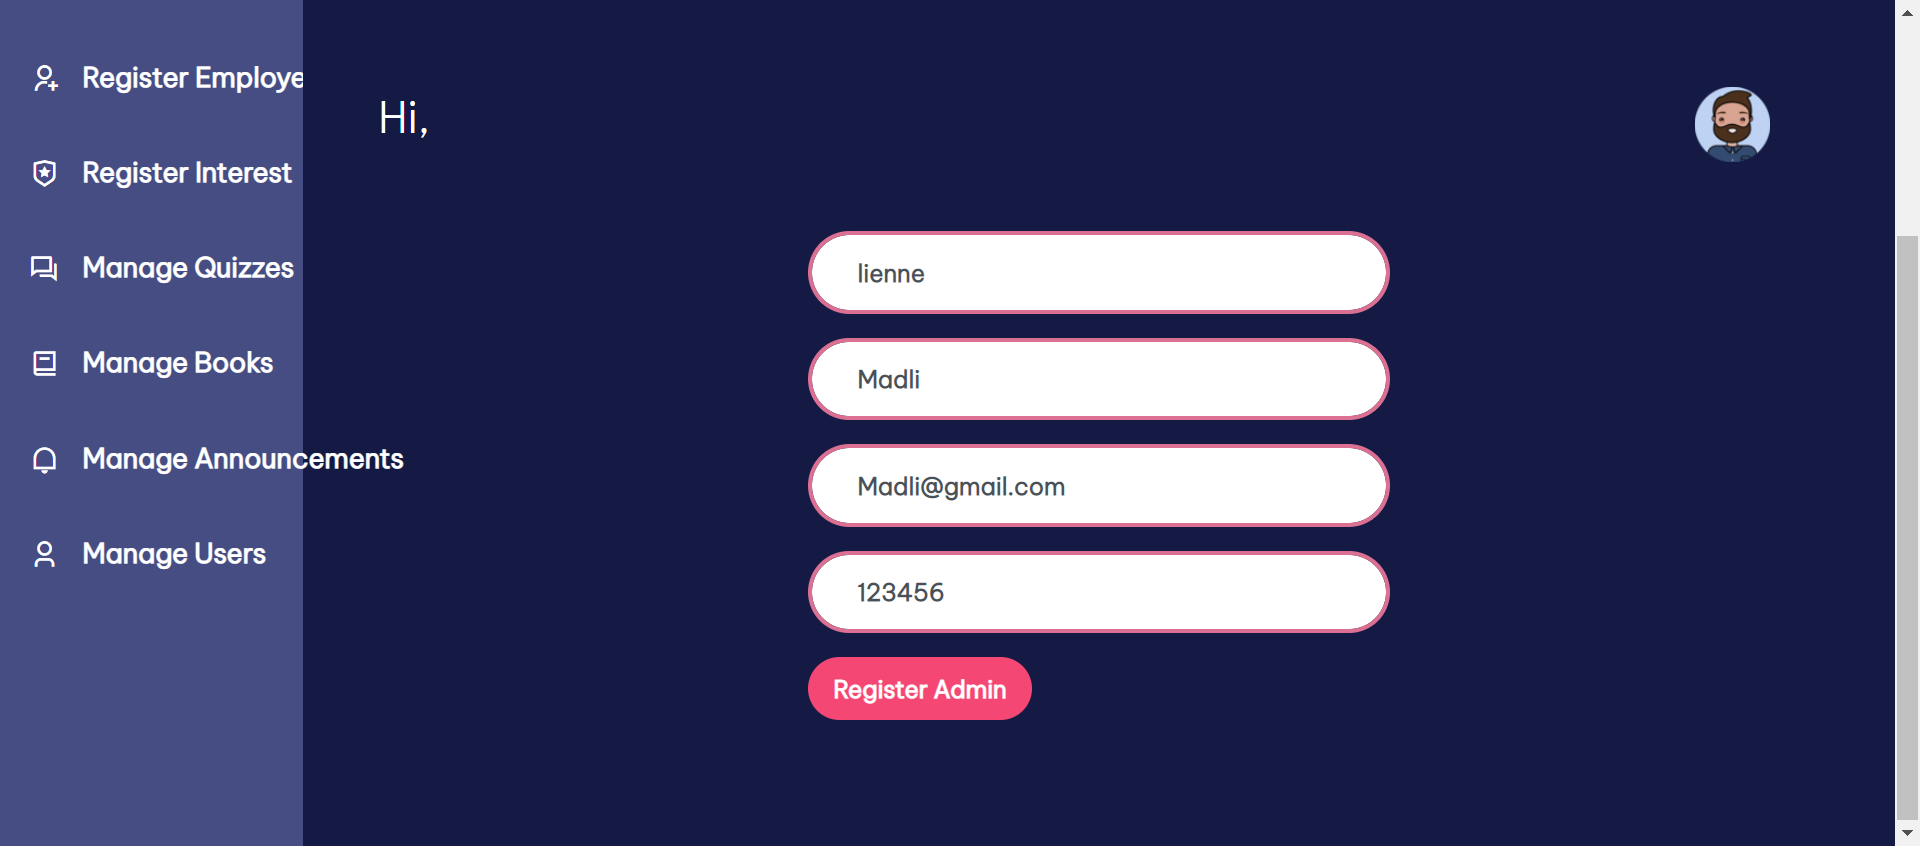 Register Employe
Register Interest
Manage Quizzes
Manage Books
Manage Announcements
Manage Users
Hi,
lienne
Madli
Madli@gmail.com
123456
Register Admin